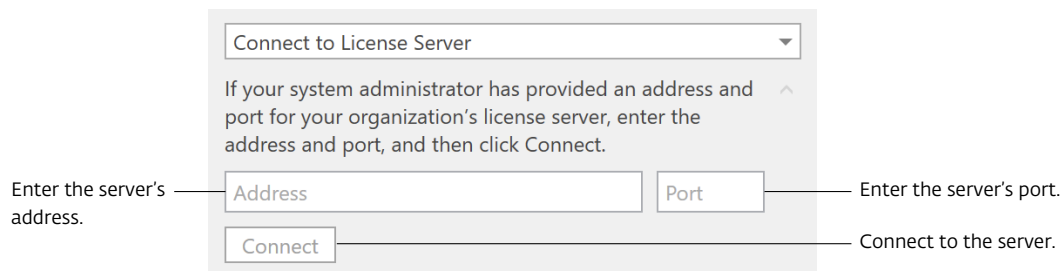 Connect to License Server
If your system administrator has provided an address and
port for your organization’s license server, enter the
address and port, and then click Connect.
Enter the server’s
address.
Address
Port
Enter the server’s port.
Connect
Connect to the server.